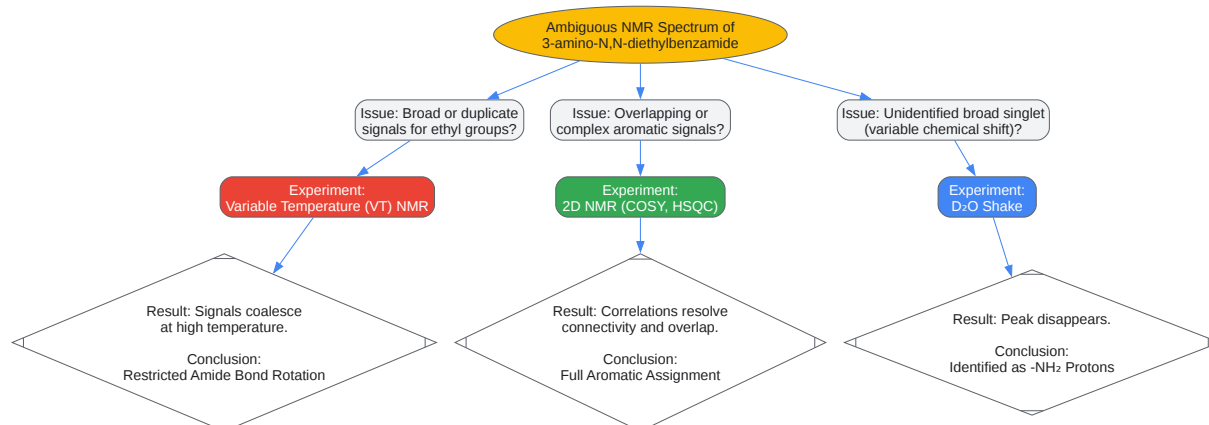 Ambiguous NMR Spectrum of
3-amino-N,N-diethylbenzamide
Issue: Broad or duplicate
signals for ethyl groups?
Issue: Overlapping or
complex aromatic signals?
Issue: Unidentified broad singlet
(variable chemical shift)?
Experiment:
Variable Temperature (VT) NMR
Experiment:
2D NMR (COSY, HSQC)
Experiment:
D₂O Shake
Result: Signals coalesce
at high temperature.
Conclusion:
Restricted Amide Bond Rotation
Result: Correlations resolve
connectivity and overlap.
Conclusion:
Full Aromatic Assignment
Result: Peak disappears.
Conclusion:
Identified as -NH₂ Protons